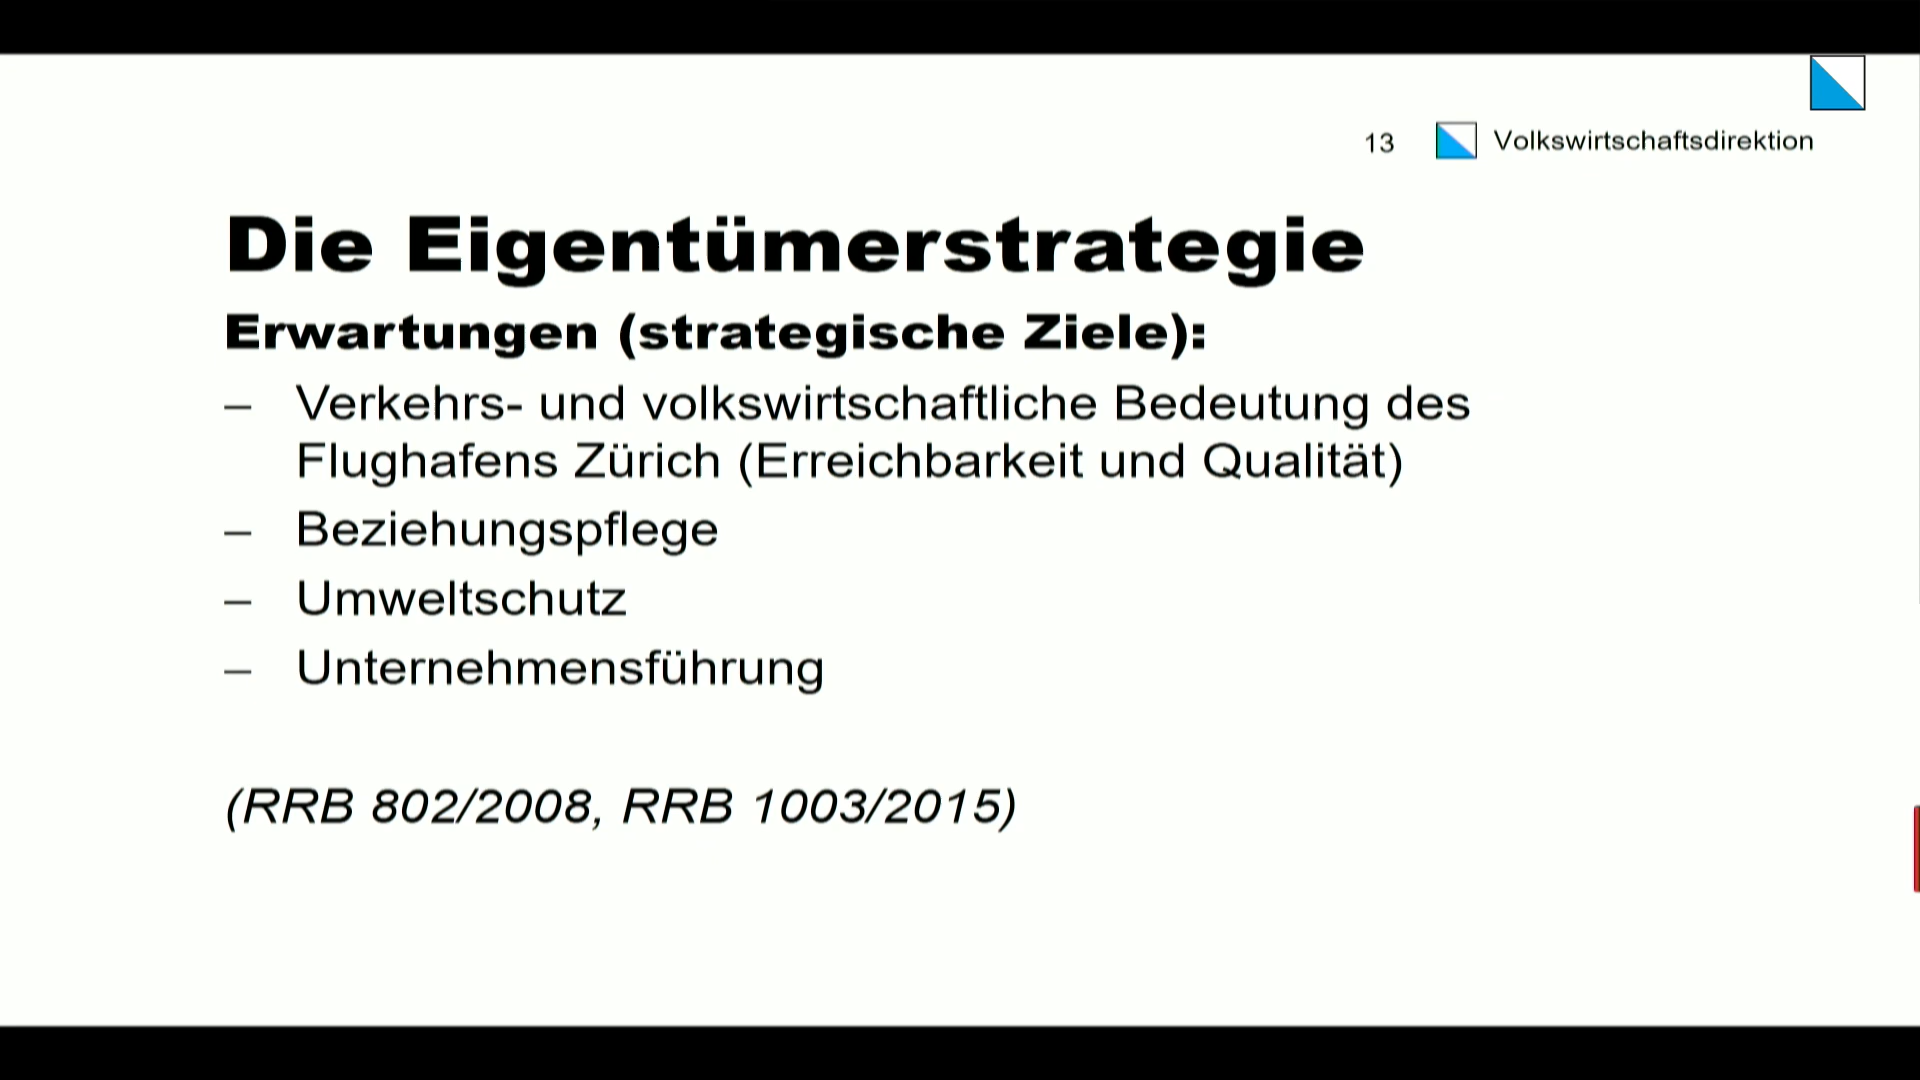 13 Volkswirtschaftsdirektion
Die Eigentümerstrategie
Erwartungen (strategische Ziele):
– Verkehrs- und volkswirtschaftliche Bedeutung des
Flughafens Zürich (Erreichbarkeit und Qualität)
– Beziehungspflege
– Umweltschutz
– Unternehmensführung
(RRB 802/2008, RRB 1003/2015)